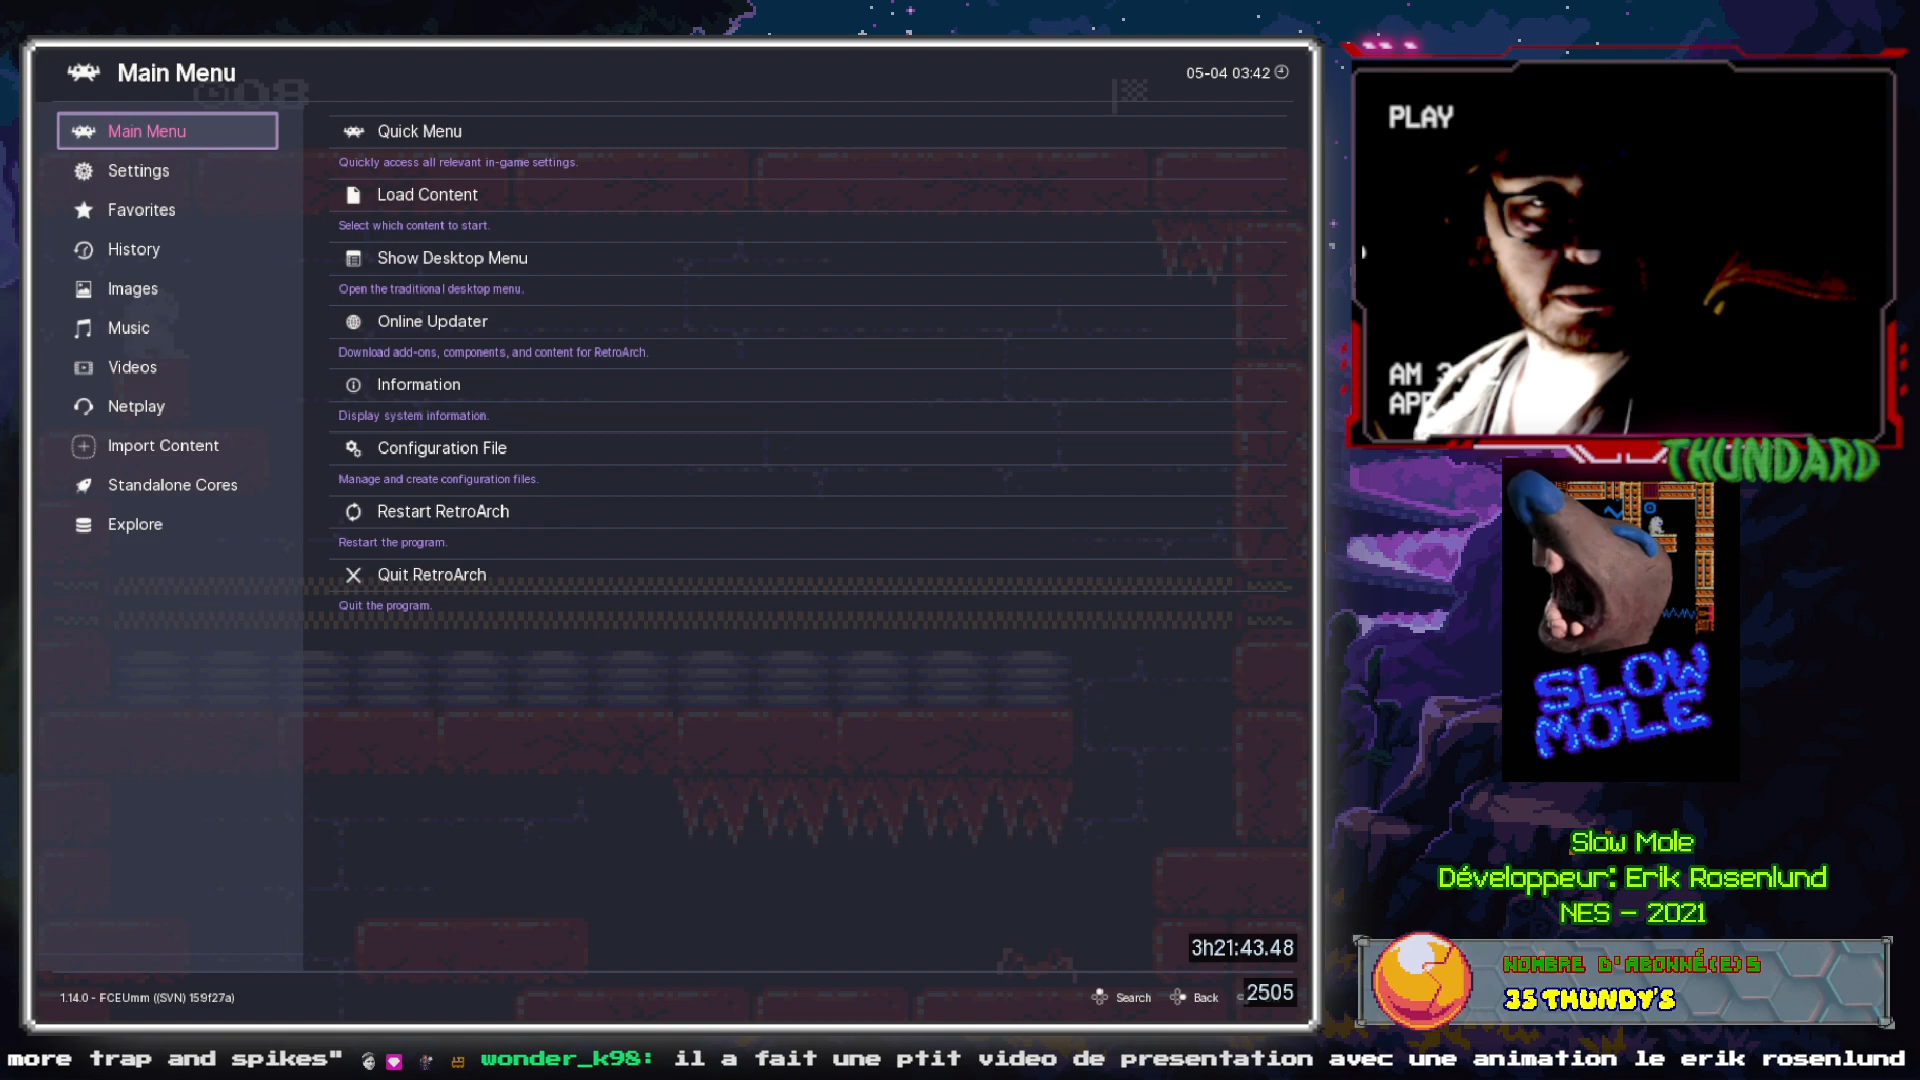 Main Menu
05-04 03:42
Main Menu
Settings
Favorites
History
Images
Music
Videos
Netplay
Import Content
Standalone Cores
Explore
Quick Menu
Quickly access all relevant in-game settings.
Load Content
Select which content to start.
Show Desktop Menu
Open the traditional desktop menu.
Online Updater
Download add-ons, components, and content for RetroArch.
Information
Display system information.
Configuration File
Manage and create configuration files.
Restart RetroArch
Restart the program.
Quit RetroArch
Quit the program.
3h21:43.48
1.14.0 - FCEUmm ((SVN) 159f27a)
Search
Back
2505
PLAY
AM
THUNDARD
SLOW
MOLE
Slow Mole
Développeur: Erik Rosenlund
NES - 2021
NOMBRE D'ABONNÉ(E)S
35 THUNDY'S
more trap and spikes" wonder_k98: il a fait une ptit video de presentation avec une animation le erik rosenlund